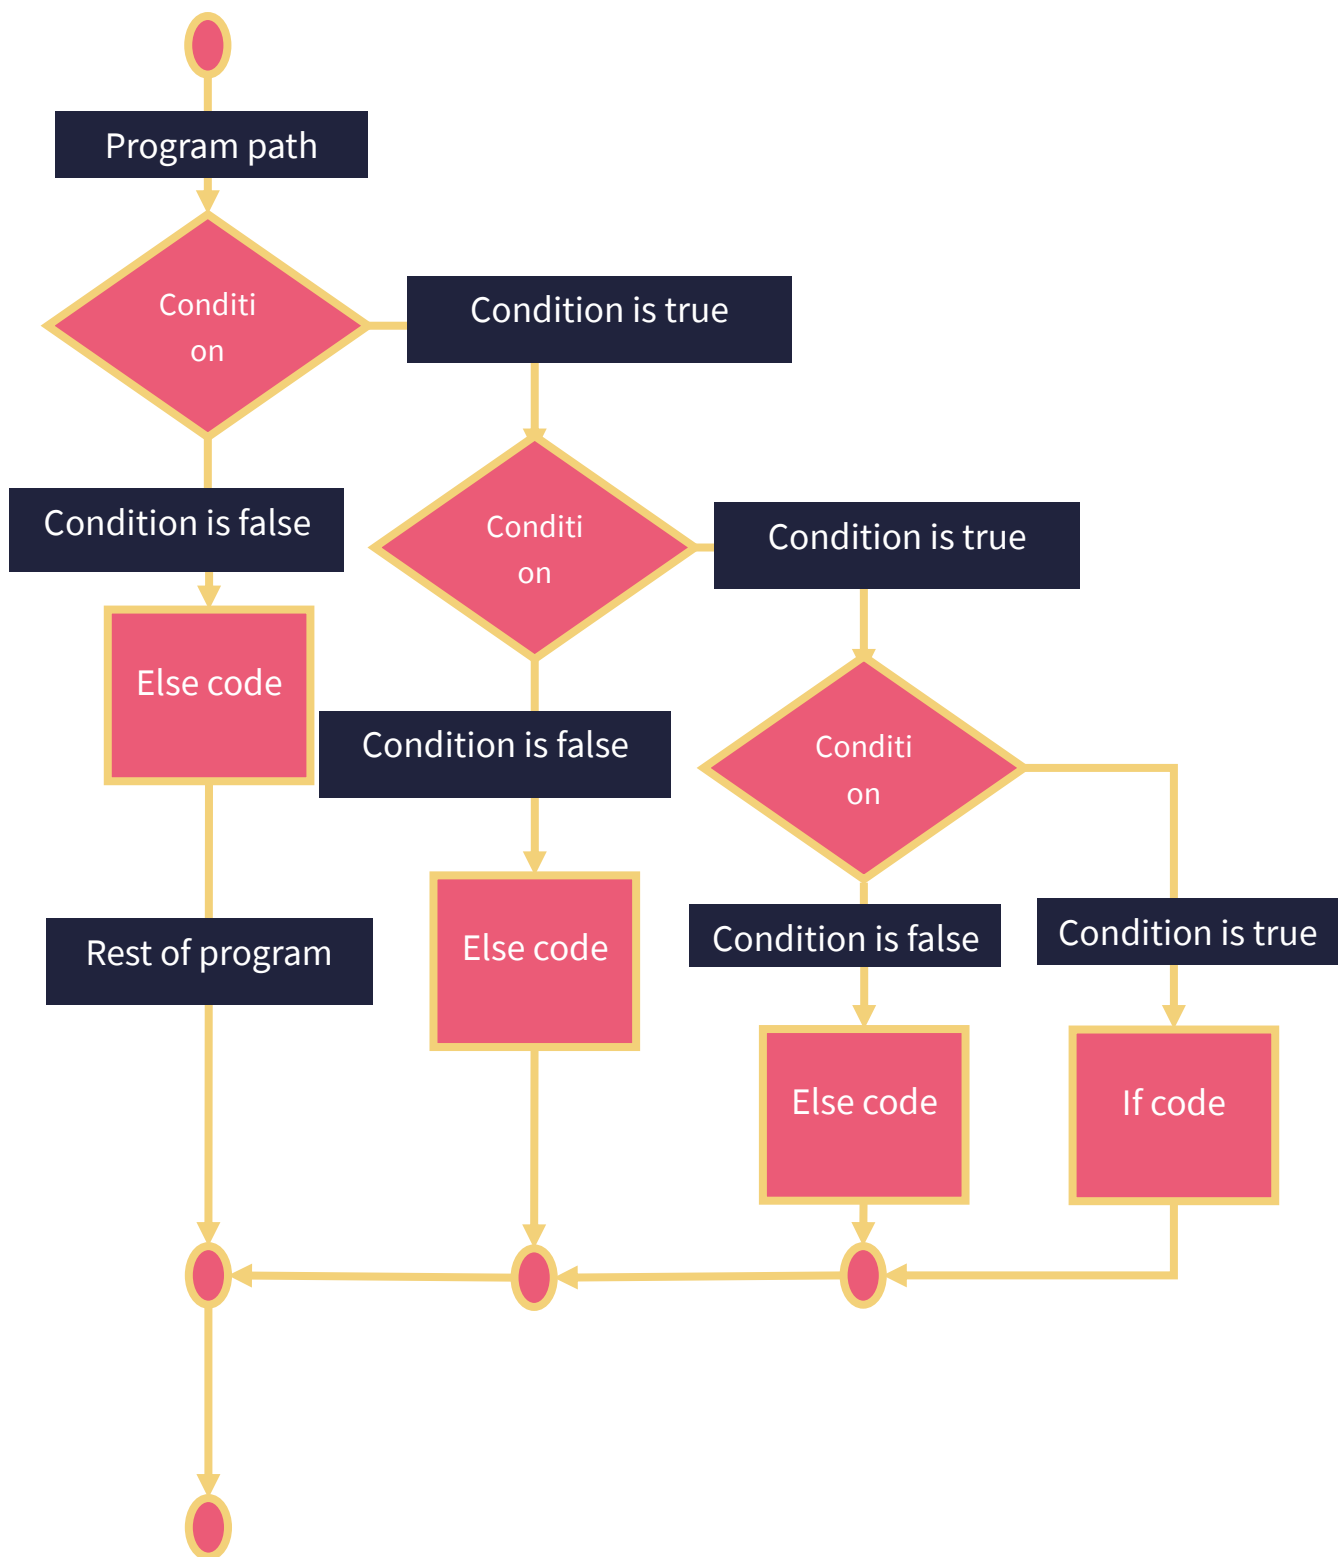 Program path
Conditi
on
Condition is true
Condition is false
Conditi
on
Condition is true
Else code
Condition is false
Conditi
on
Rest of program
Else code
Condition is false
Condition is true
Else code
If code